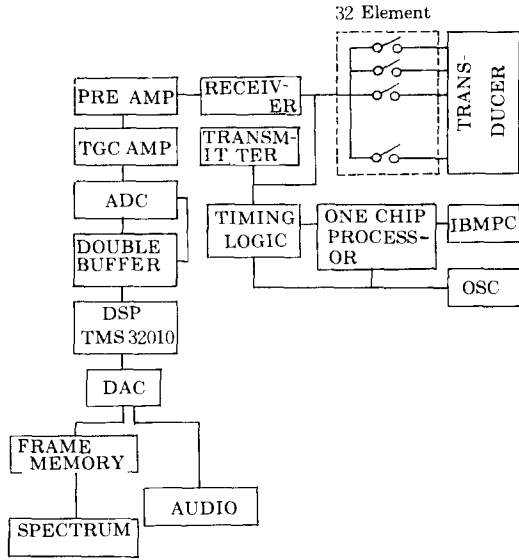 32 Element
TRANS-
DUCER
PRE AMP
RECEIV-
ER
TGC AMP
TRANSM-
IT TER
ADC
TIMING
LOGIC
ONE CHIP
PROCESS-
OR
IBMPC
DOUBLE
BUFFER
OSC
DSP
TMS 32010
DAC
FRAME
MEMORY
AUDIO
SPECTRUM